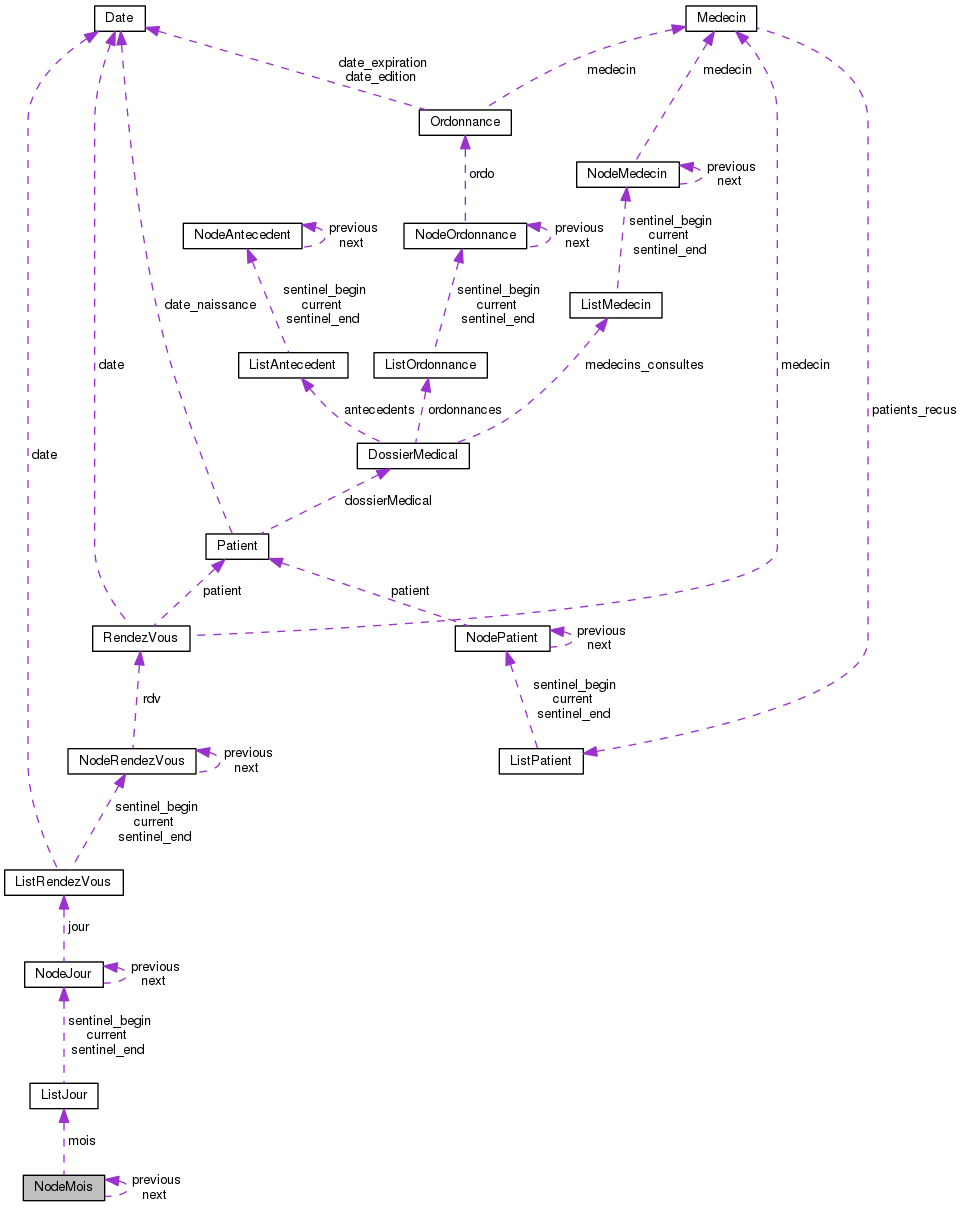 Date
Medecin
date_expiration
date_edition
medecin
medecin
Ordonnance
ordo
NodeMedecin
previous
next
NodeAntecedent
previous
next
NodeOrdonnance
previous
next
sentinel_begin
current
sentinel_end
date_naissance
sentinel_begin
current
sentinel_end
sentinel_begin
current
sentinel_end
ListMedecin
date
ListAntecedent
ListOrdonnance
medecins_consultes
medecin
antecedents
ordonnances
patients_recus
date
DossierMedical
dossierMedical
Patient
patient
patient
RendezVous
NodePatient
previous
next
rdv
sentinel_begin
current
sentinel_end
NodeRendezVous
previous
next
ListPatient
sentinel_begin
current
sentinel_end
ListRendezVous
jour
NodeJour
previous
next
sentinel_begin
current
sentinel_end
ListJour
mois
NodeMois
previous
next